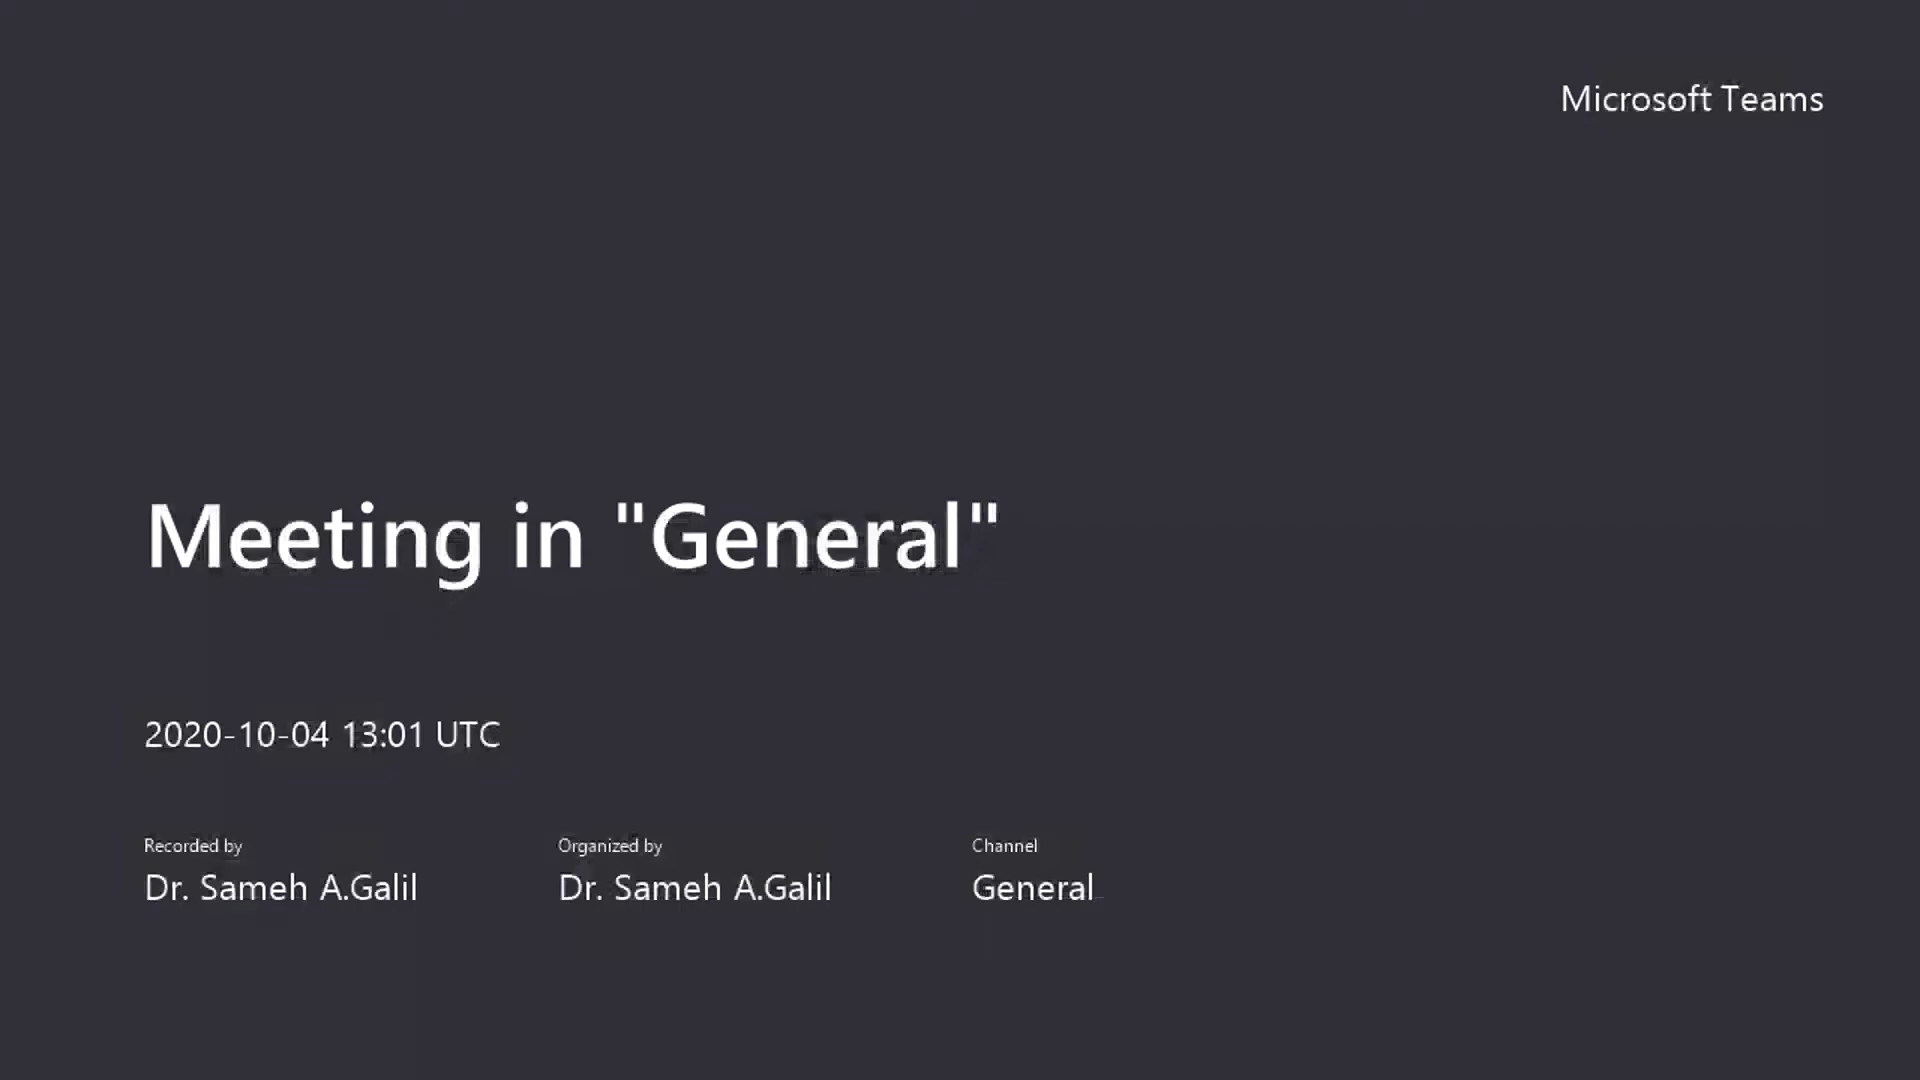 Microsoft Teams
Meeting in "General"
2020-10-04 13:01 UTC
Recorded by
Dr. Sameh A.Galil
Organized by
Dr. Sameh A.Galil
Channel
General